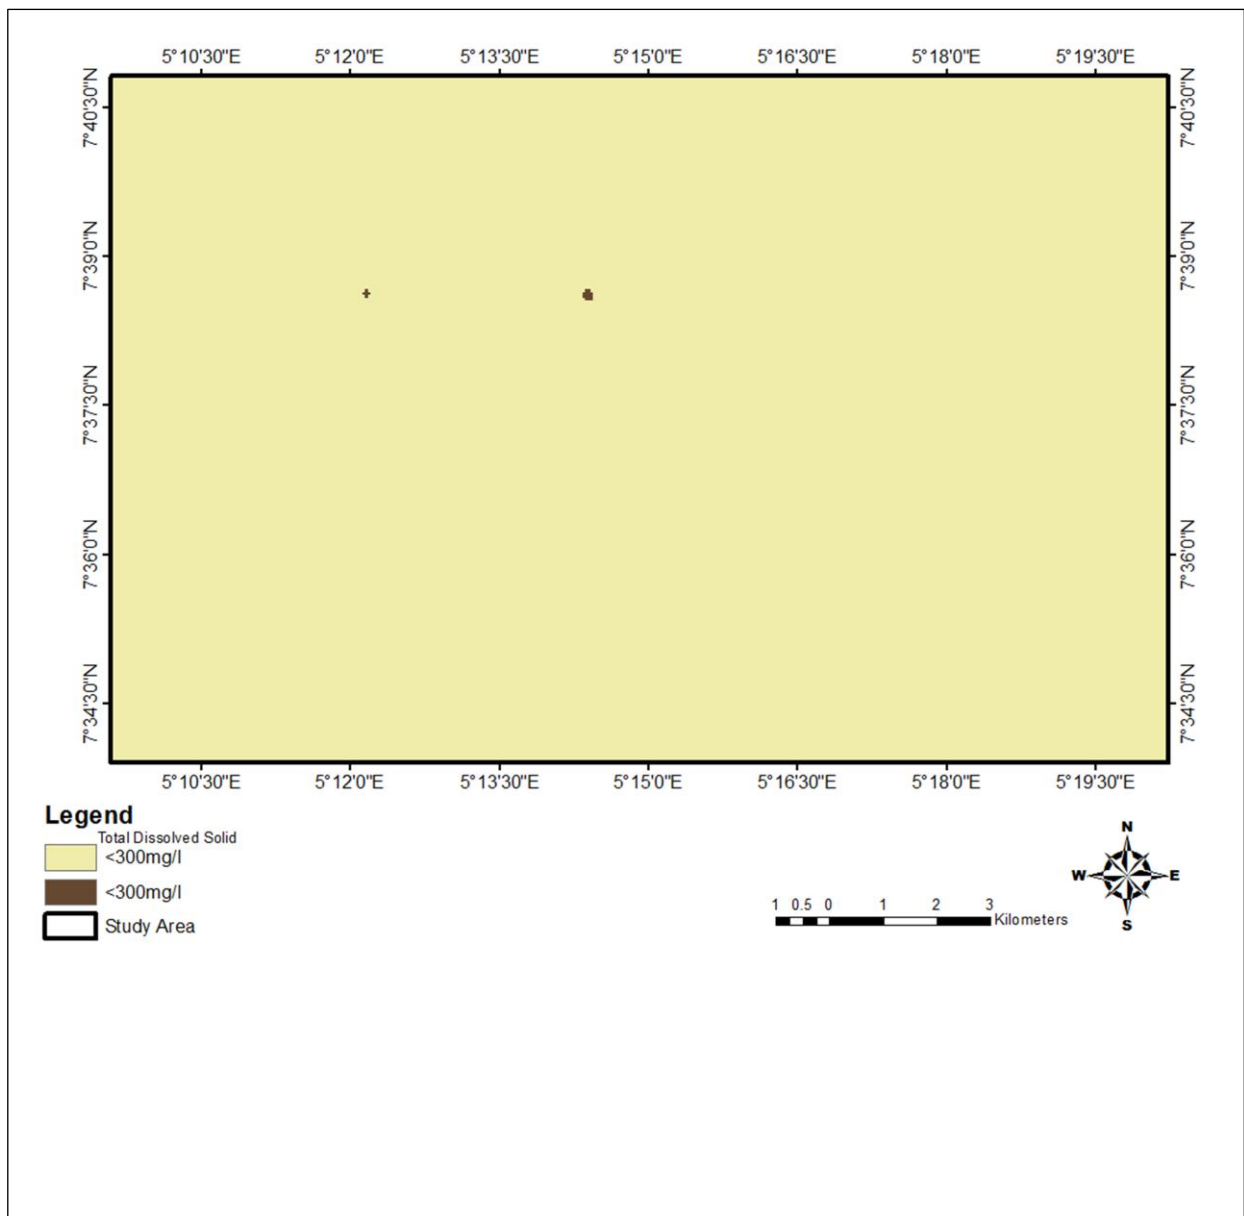 5°10'30"E 5°12'0"E 5°13'30"E 5°15'0"E 5°16'30"E 5°18'0"E 5°19'30"E
7°40'30"N 7°40'30"N
7°39'0"N 7°39'0"N
7°37'30"N 7°37'30"N
7°36'0"N 7°36'0"N
7°34'30"N 7°34'30"N
5°10'30"E 5°12'0"E 5°13'30"E 5°15'0"E 5°16'30"E 5°18'0"E 5°19'30"E
Legend
Total Dissolved Solid
<300mg/l
<300mg/l
Study Area
1 0.5 0 1 2 3
Kilometers
N
W E
S